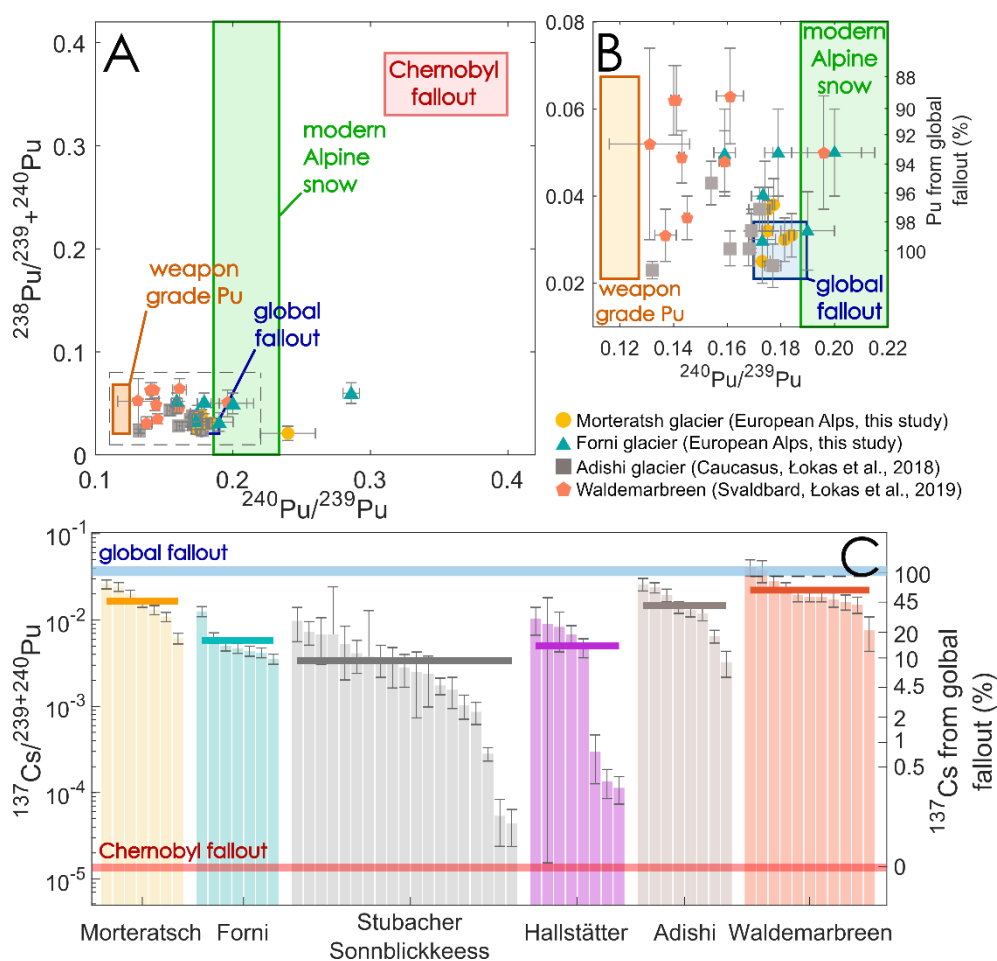 A
0.4
0.3
0.2
0.1
0
0.1
0.2
0.3
0.4
²³⁸Pu/²³⁹⁺²⁴⁰Pu
²⁴⁰Pu/²³⁹Pu
Chernobyl
fallout
modern
Alpine
snow
weapon
grade Pu
global
fallout
B
0.08
0.06
0.04
0.02
0.12
0.14
0.16
0.18
0.20
0.22
²⁴⁰Pu/²³⁹Pu
modern
Alpine
snow
88
90
92
94
96
98
100
Pu from global
fallout (%)
weapon
grade Pu
global
fallout
Morteratsh glacier (European Alps, this study)
Forni glacier (European Alps, this study)
Adishi glacier (Caucasus, Łokas et al., 2018)
Waldemarbreen (Svaldbard, Łokas et al., 2019)
C
10⁻¹
10⁻²
10⁻³
10⁻⁴
10⁻⁵
¹³⁷Cs/²³⁹⁺²⁴⁰Pu
global fallout
Chernobyl fallout
100
45
20
10
4.5
2
1
0.5
0
¹³⁷Cs from golbal
fallout (%)
Morteratsch
Forni
Stubacher
Sonnblickkeess
Hallstätter
Adishi
Waldemarbreen